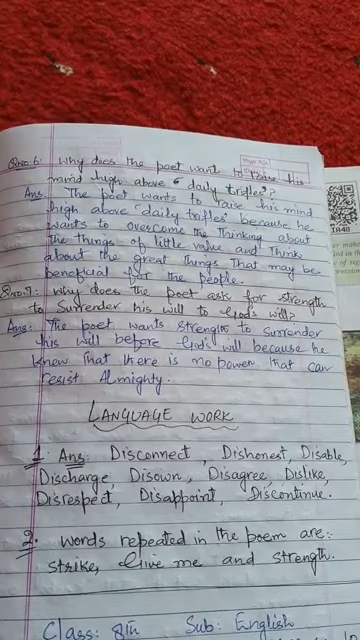 Page No.
QNo:6: Why does the poet want to raise his
mind high above "daily trifles"?
Ans: The poet wants to raise his mind
high above 'daily trifles' because he
wants to overcome the thinking about
the things of little value and think
about the great things that may be
beneficial for the people.
QNo.7: Why does the poet ask for strength
to surrender his will to God's will?
Ans: The poet wants strength to surrender
his will before God's will because he
knew that there is no power that can
resist Almighty.
LANGUAGE WORK
1. Ans: Disconnect, Dishonest, Disable,
Discharge, Disown, Disagree, Dislike,
Disrespect, Disappoint, Discontinue.
2. Words repeated in the poem are:-
strike, Give me and strength.
Class: 8th Sub: English